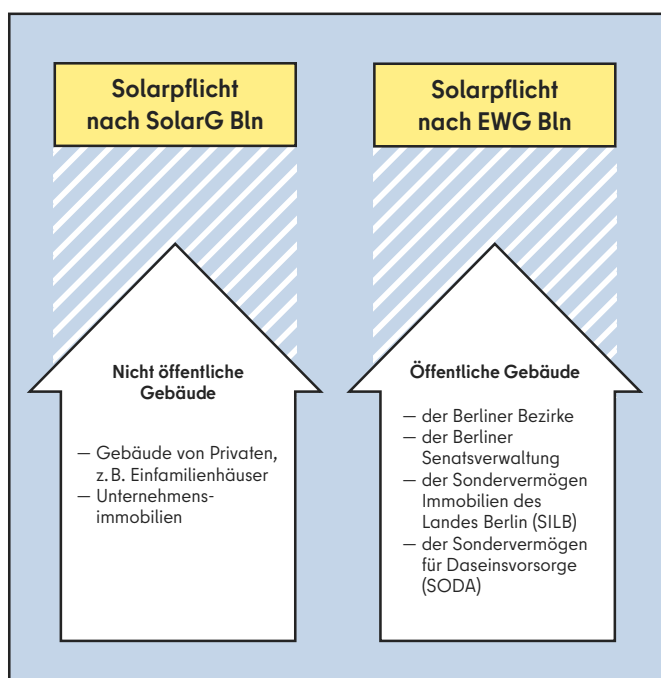 Solarpflicht
nach SolarG Bln
Nicht öffentliche
Gebäude
— Gebäude von Privaten,
z. B. Einfamilienhäuser
— Unternehmens-
immobilien
Solarpflicht
nach EWG Bln
Öffentliche Gebäude
— der Berliner Bezirke
— der Berliner
Senatsverwaltung
— der Sondervermögen
Immobilien des
Landes Berlin (SILB)
— der Sondervermögen
für Daseinsvorsorge
(SODA)